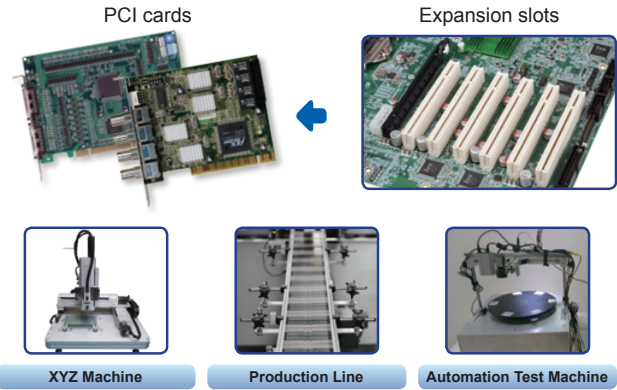 PCI cards
Expansion slots
XYZ Machine
Production Line
Automation Test Machine